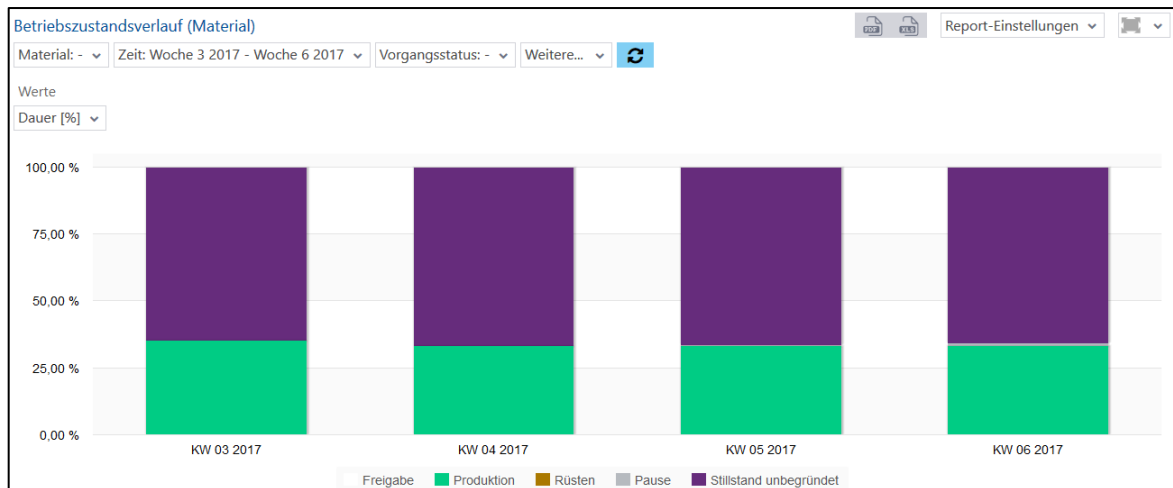 Betriebszustandsverlauf (Material)
PDF XLS Report-Einstellungen
Material: - Zeit: Woche 3 2017 - Woche 6 2017 Vorgangsstatus: - Weitere...
Werte
Dauer [%]
100,00 %
75,00 %
50,00 %
25,00 %
0,00 %
KW 03 2017 KW 04 2017 KW 05 2017 KW 06 2017
Freigabe Produktion Rüsten Pause Stillstand unbegründet